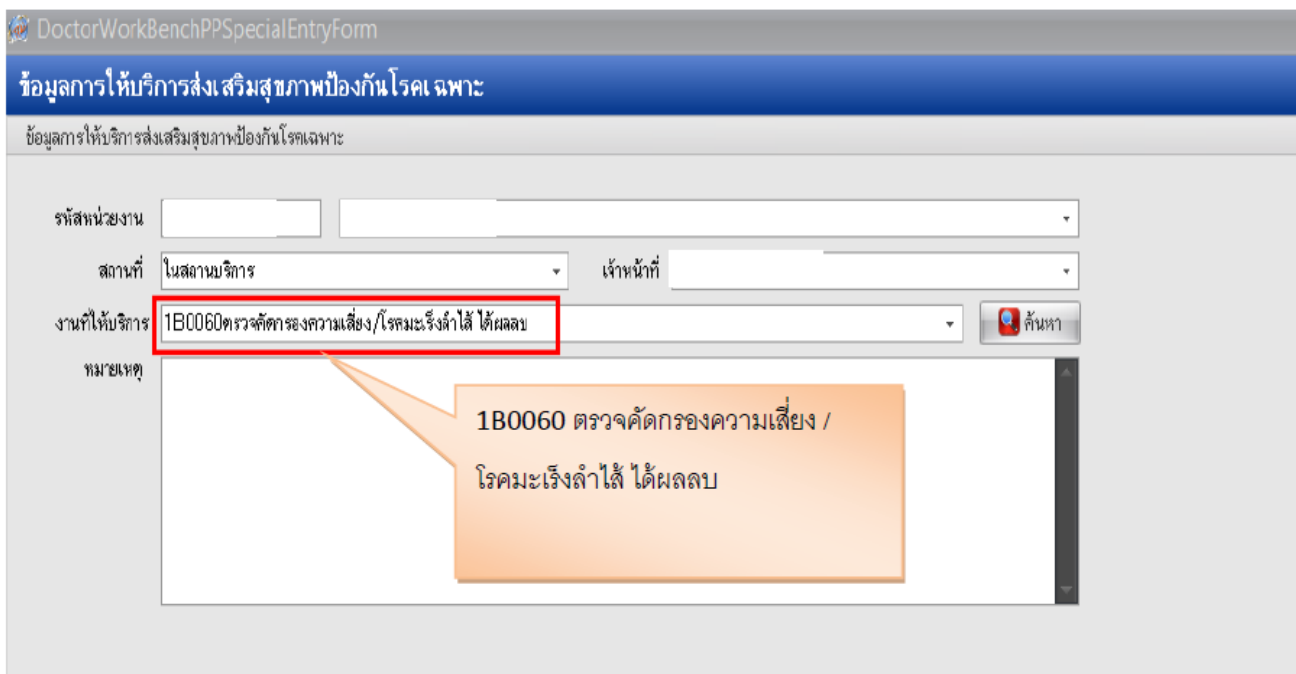 DoctorWorkBenchPPSpecialEntryForm
ข้อมูลการให้บริการส่งเสริมสุขภาพป้องกันโรคเฉพาะ
ข้อมูลการให้บริการส่งเสริมสุขภาพป้องกันโรคเฉพาะ
รหัสหน่วยงาน
สถานที่ ในสถานบริการ เจ้าหน้าที่
งานที่ให้บริการ 1B0060ตรวจคัดกรองความเสี่ยง/โรคมะเร็งลำไส้ ได้ผลลบ ค้นหา
หมายเหตุ
1B0060 ตรวจคัดกรองความเสี่ยง /
โรคมะเร็งลำไส้ ได้ผลลบ